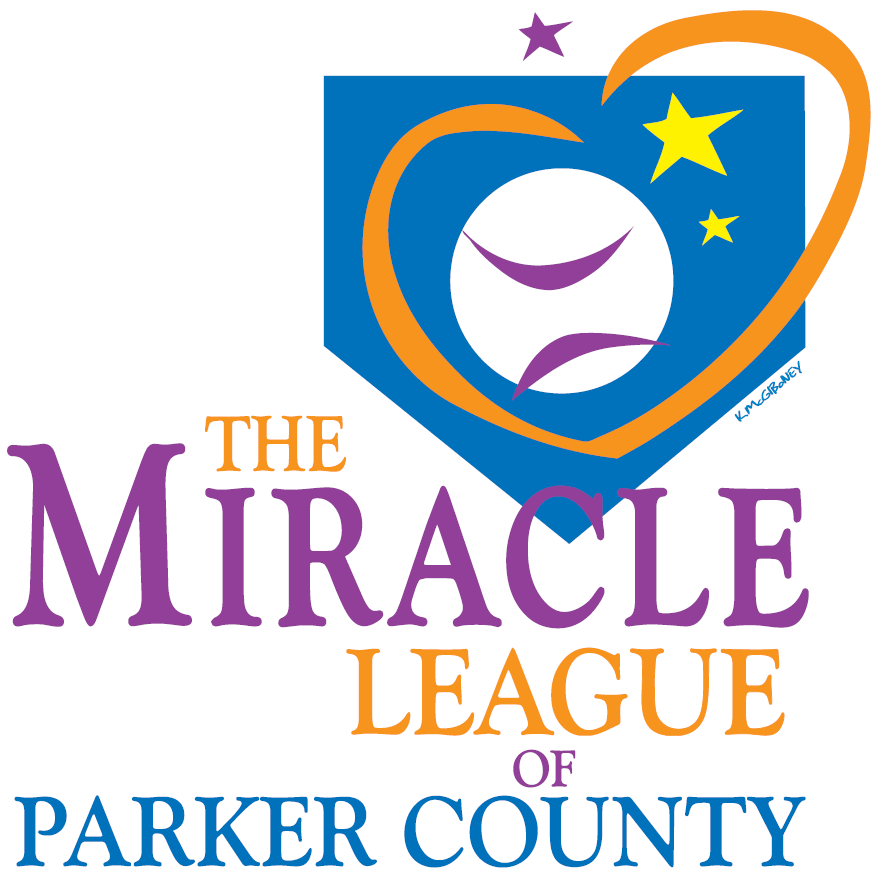 K.McGIBONEY
THE
MIRACLE
LEAGUE
OF
PARKER COUNTY